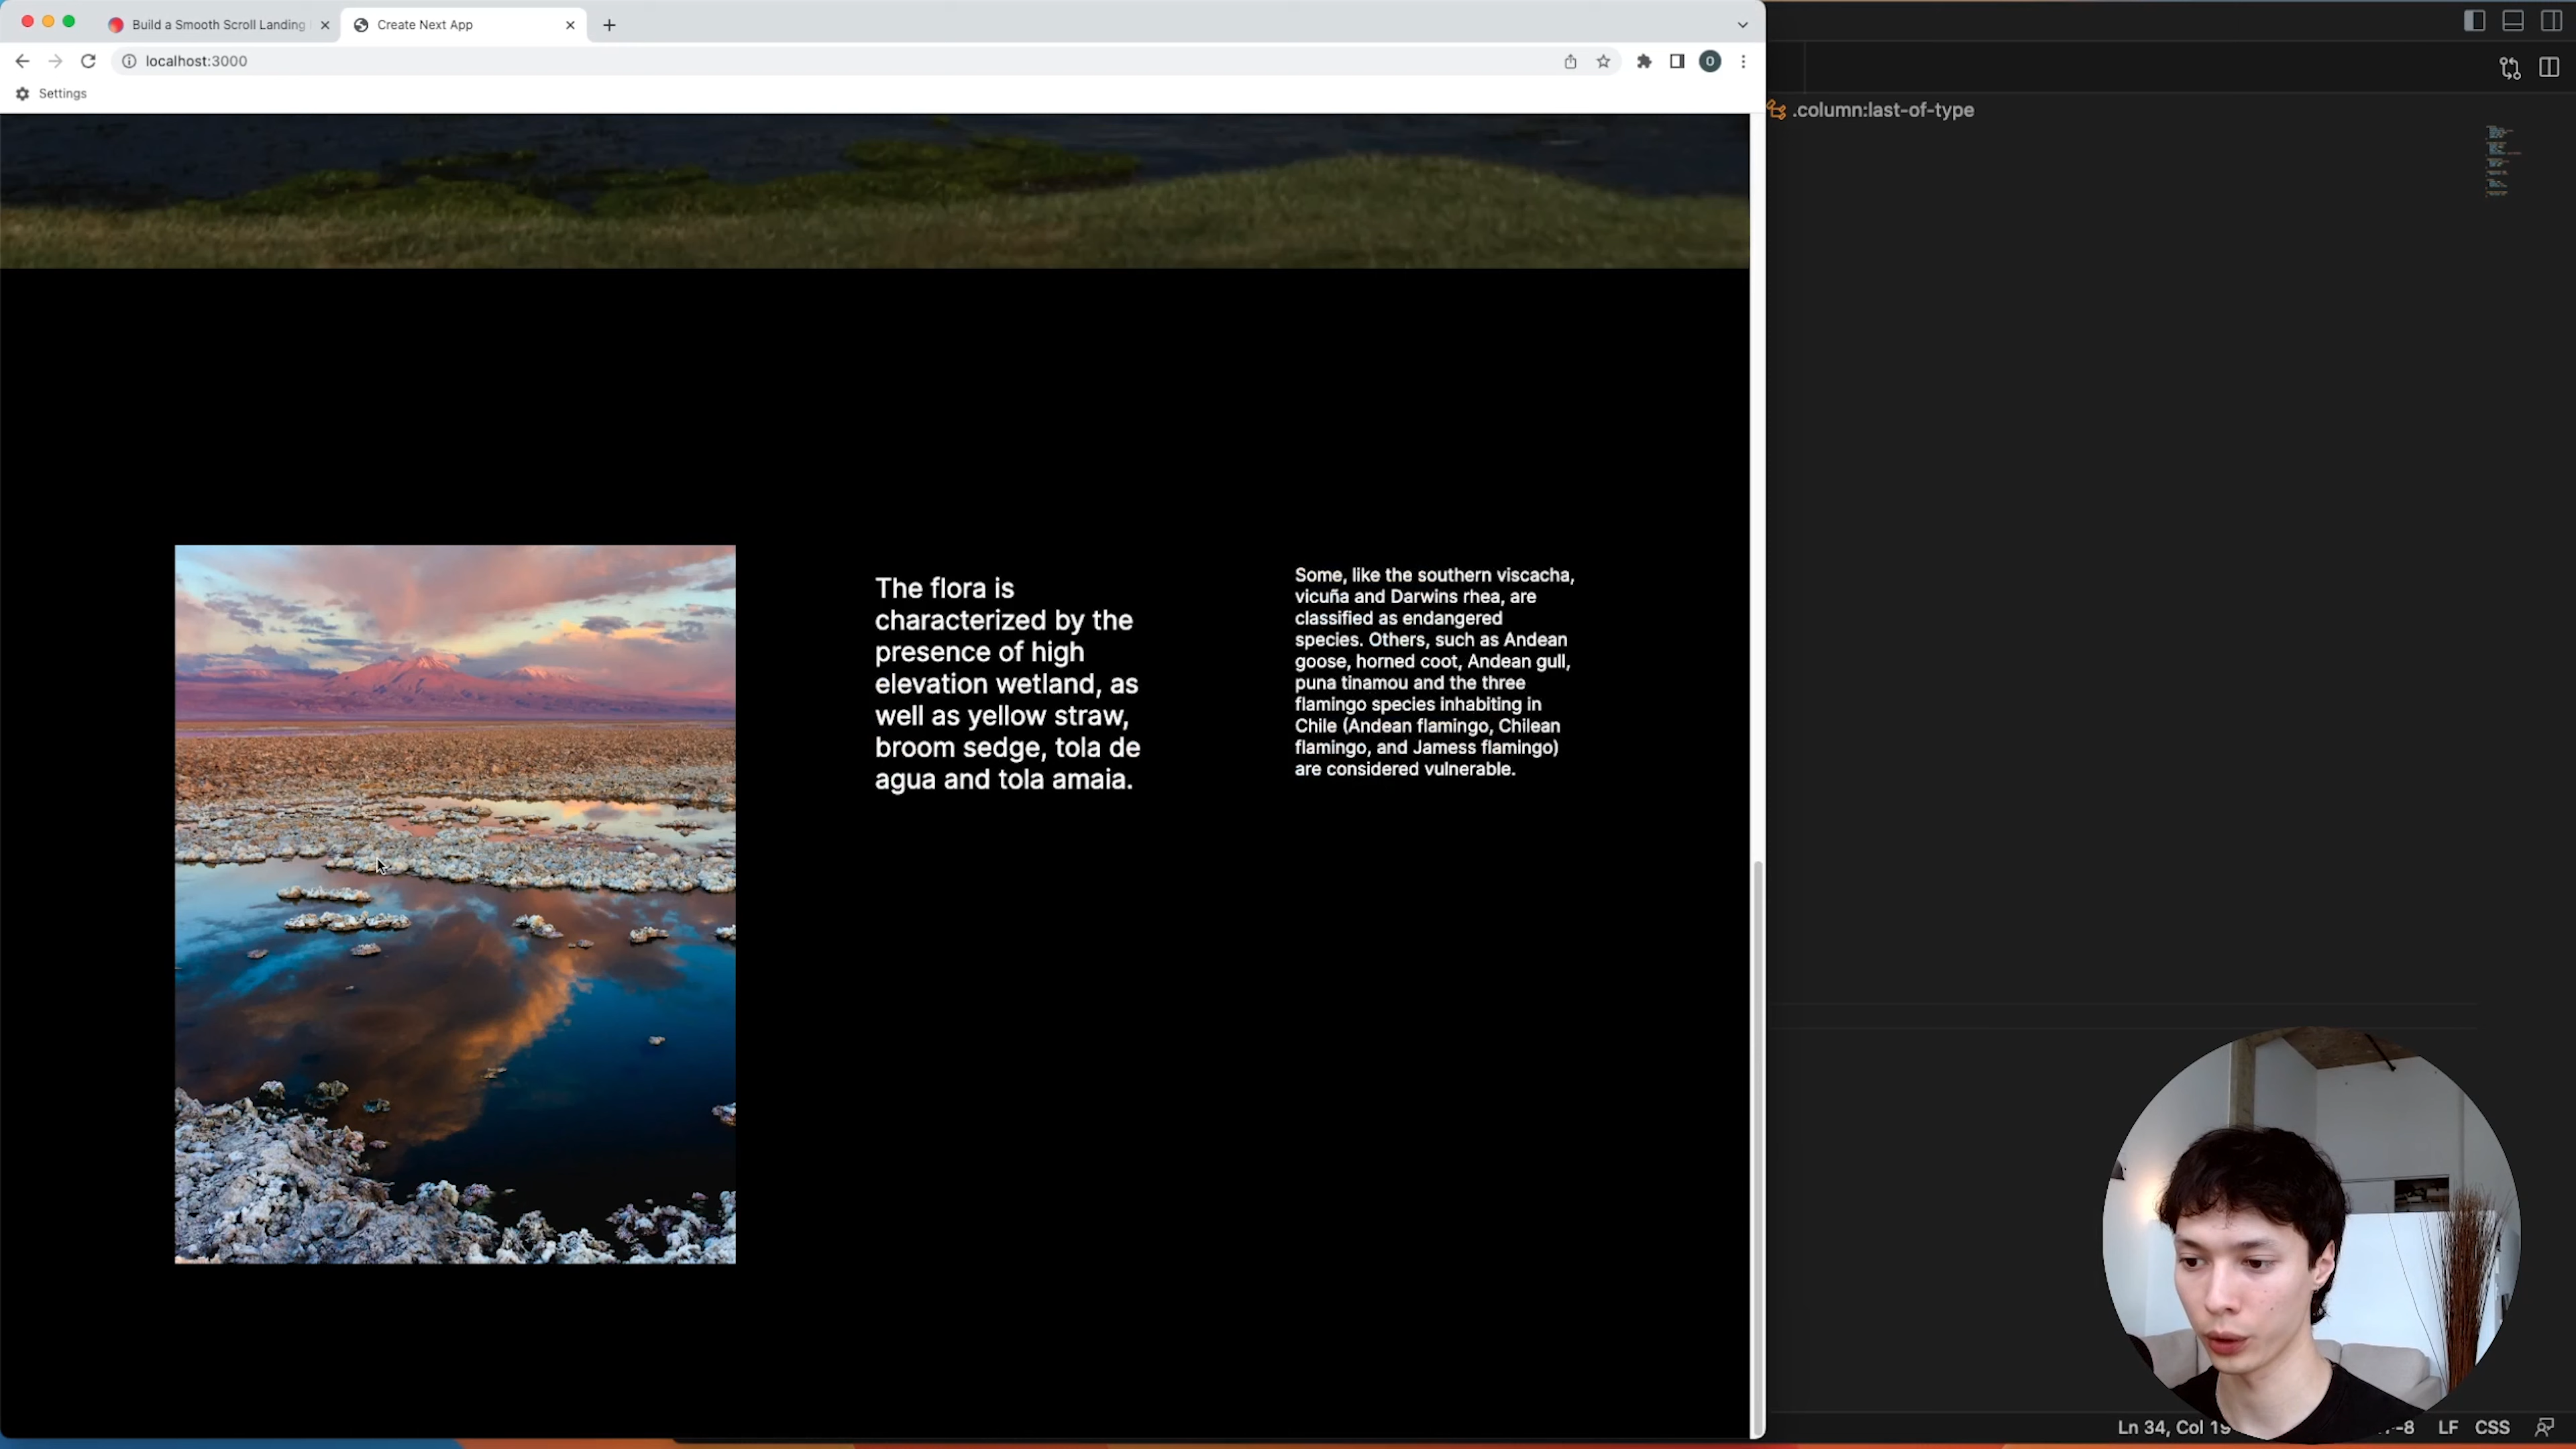 Build a Smooth Scroll Landing
Create Next App
localhost:3000
O
Settings
.column:last-of-type
The flora is
characterized by the
presence of high
elevation wetland, as
well as yellow straw,
broom sedge, tola de
agua and tola amaia.
Some, like the southern viscacha,
vicuña and Darwins rhea, are
classified as endangered
species. Others, such as Andean
goose, horned coot, Andean gull,
puna tinamou and the three
flamingo species inhabiting in
Chile (Andean flamingo, Chilean
flamingo, and Jamess flamingo)
are considered vulnerable.
Ln 34, Col 19
-8
LF
CSS